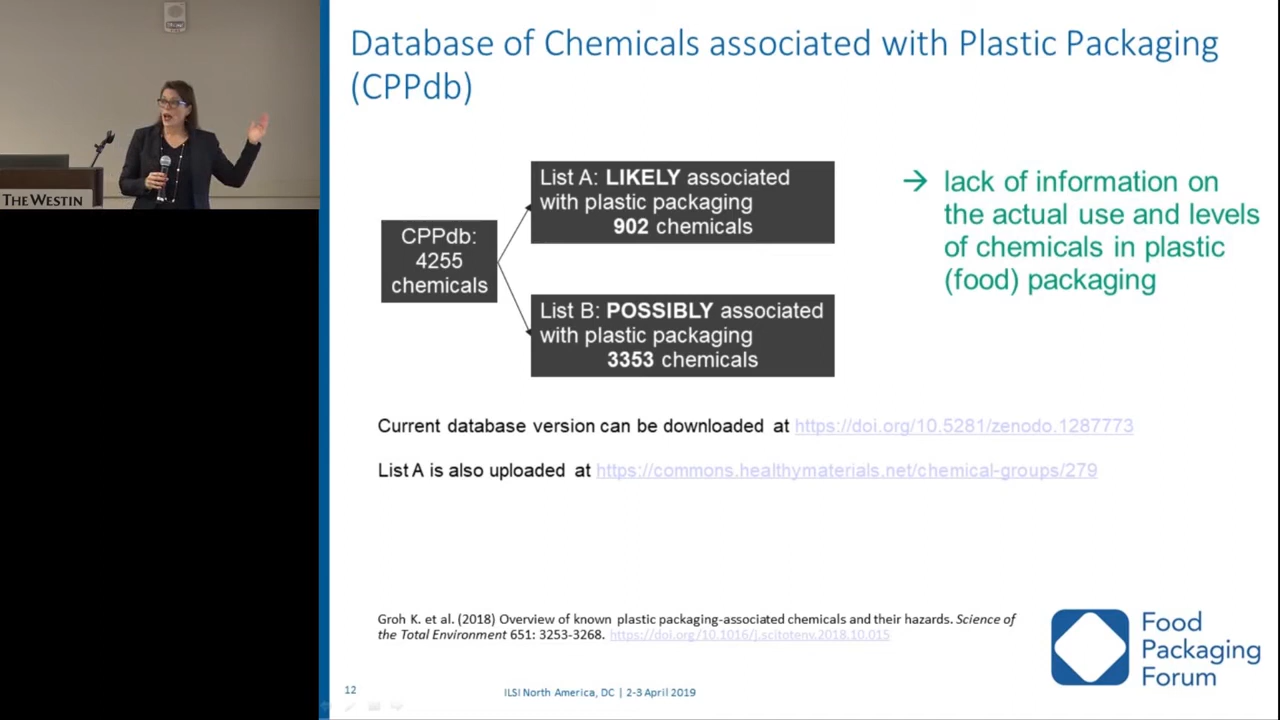 Database of Chemicals associated with Plastic Packaging
(CPPdb)
THE WESTIN
CPPdb:
4255
chemicals
List A: LIKELY associated
with plastic packaging
902 chemicals
List B: POSSIBLY associated
with plastic packaging
3353 chemicals
→ lack of information on
the actual use and levels
of chemicals in plastic
(food) packaging
Current database version can be downloaded at https://doi.org/10.5281/zenodo.1287773
List A is also uploaded at https://commons.healthymaterials.net/chemical-groups/279
Groh K. et al. (2018) Overview of known plastic packaging-associated chemicals and their hazards. Science of
the Total Environment 651: 3253-3268. https://doi.org/10.1016/j.scitotenv.2018.10.015
Food
Packaging
Forum
12
ILSI North America, DC | 2-3 April 2019